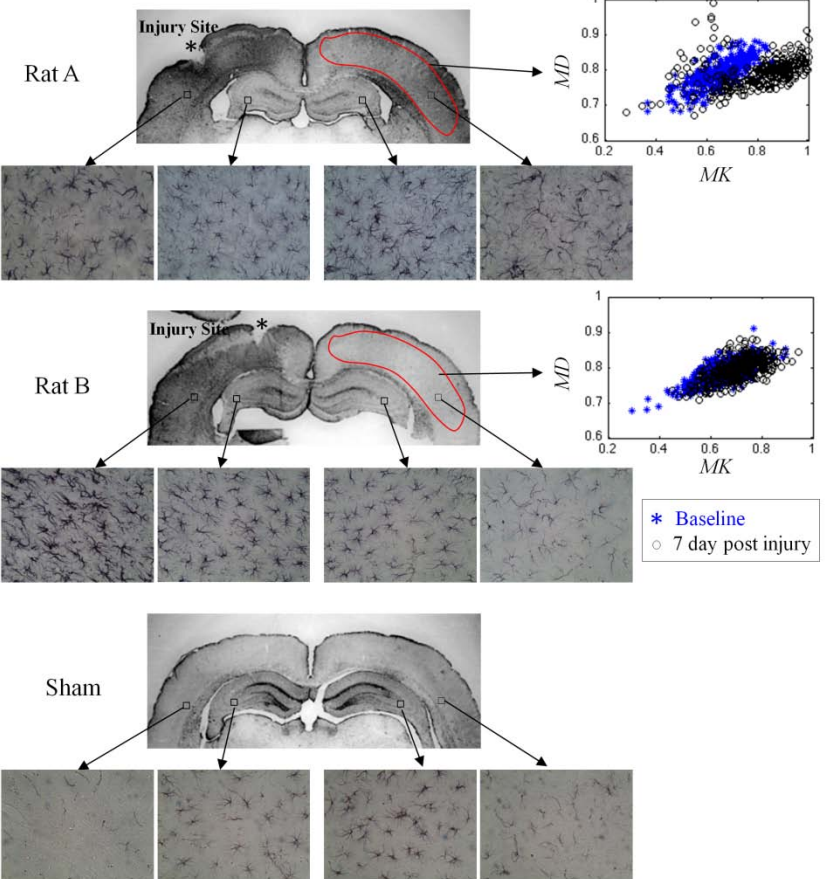 Injury Site
*
Rat A
1
0.9
0.8
0.7
0.6
MD
0.2 0.4 0.6 0.8 1
MK
Injury Site
*
Rat B
1
0.9
0.8
0.7
0.6
MD
0.2 0.4 0.6 0.8 1
MK
* Baseline
○ 7 day post injury
Sham